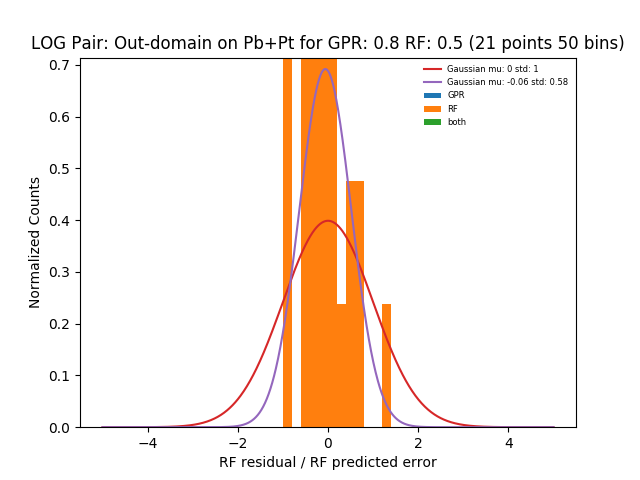 LOG Pair: Out-domain on Pb+Pt for GPR: 0.8 RF: 0.5 (21 points 50 bins)
Gaussian mu: 0 std: 1
Gaussian mu: -0.06 std: 0.58
GPR
RF
both
Normalized Counts
0.7
0.6
0.5
0.4
0.3
0.2
0.1
0.0
−4
−2
0
2
4
RF residual / RF predicted error